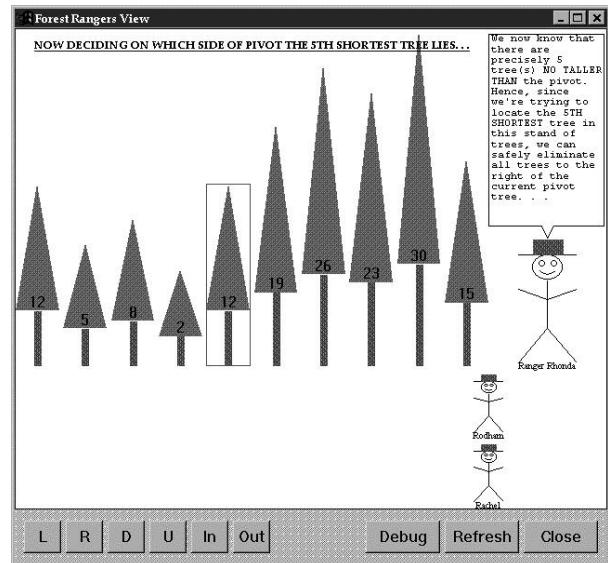 Forest Rangers View
NOW DECIDING ON WHICH SIDE OF PIVOT THE 5TH SHORTEST TREE LIES. . .
We now know that
there are
precisely 5
tree(s) NO TALLER
THAN the pivot.
Hence, since
we're trying to
locate the 5TH
SHORTEST tree in
this stand of
trees, we can
safely eliminate
all trees to the
right of the
current pivot
tree. . .
12
5
8
2
12
19
26
23
30
15
Ranger Rhonda
Rodham
Rachel
L R D U In Out Debug Refresh Close